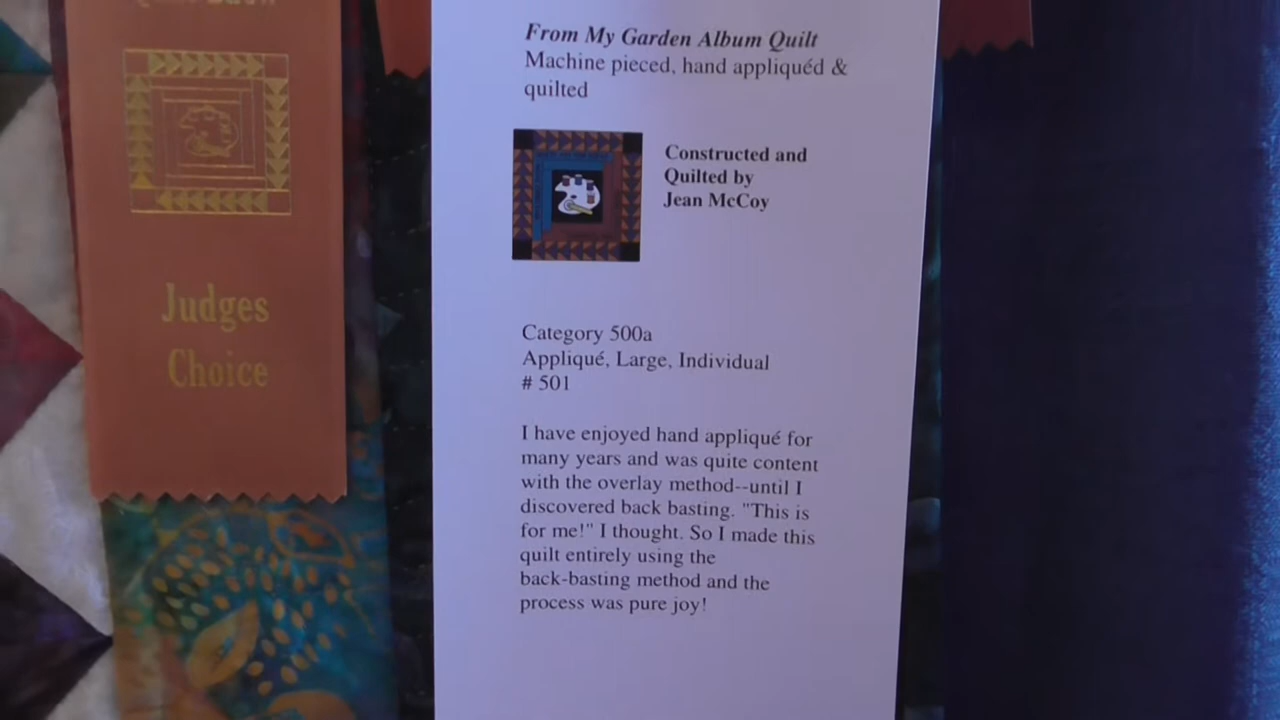 Judges
Choice
From My Garden Album Quilt
Machine pieced, hand appliquéd &
quilted
Constructed and
Quilted by
Jean McCoy
Category 500a
Appliqué, Large, Individual
# 501
I have enjoyed hand appliqué for
many years and was quite content
with the overlay method--until I
discovered back basting. "This is
for me!" I thought. So I made this
quilt entirely using the
back-basting method and the
process was pure joy!